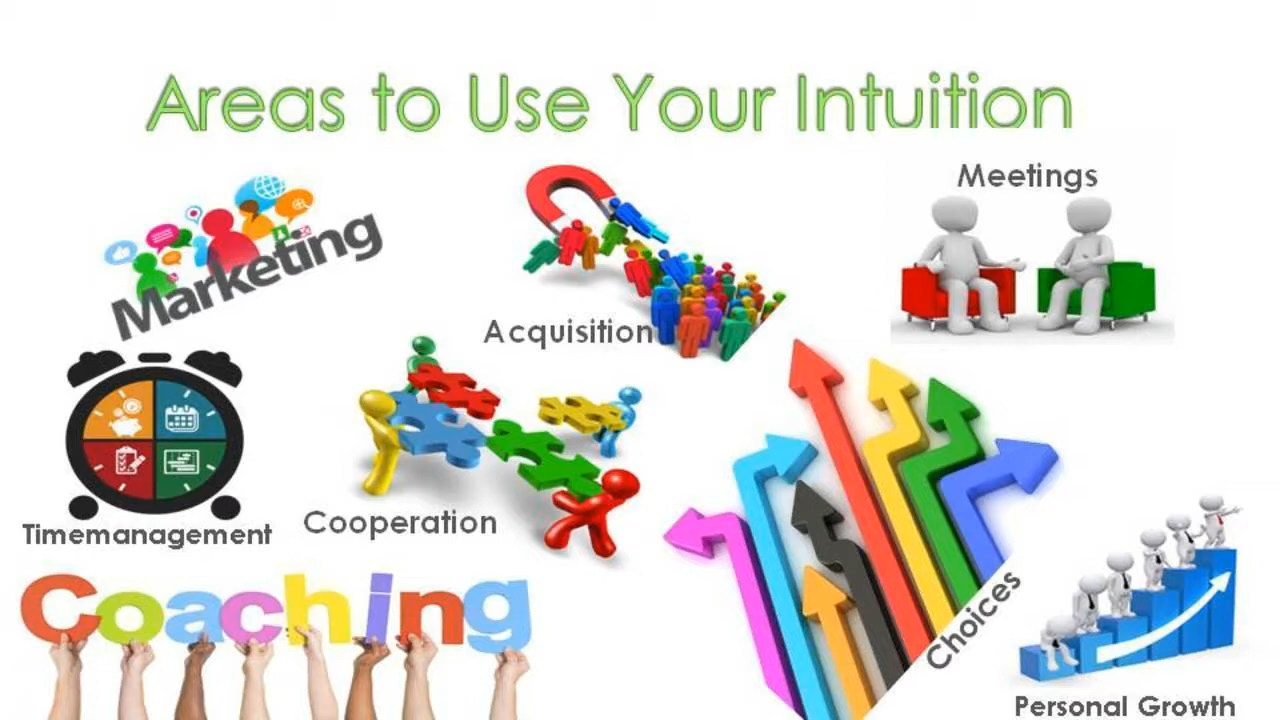 Areas to Use Your Intuition
Marketing
Acquisition
Meetings
Timemanagement
Cooperation
Coaching
Choices
Personal Growth